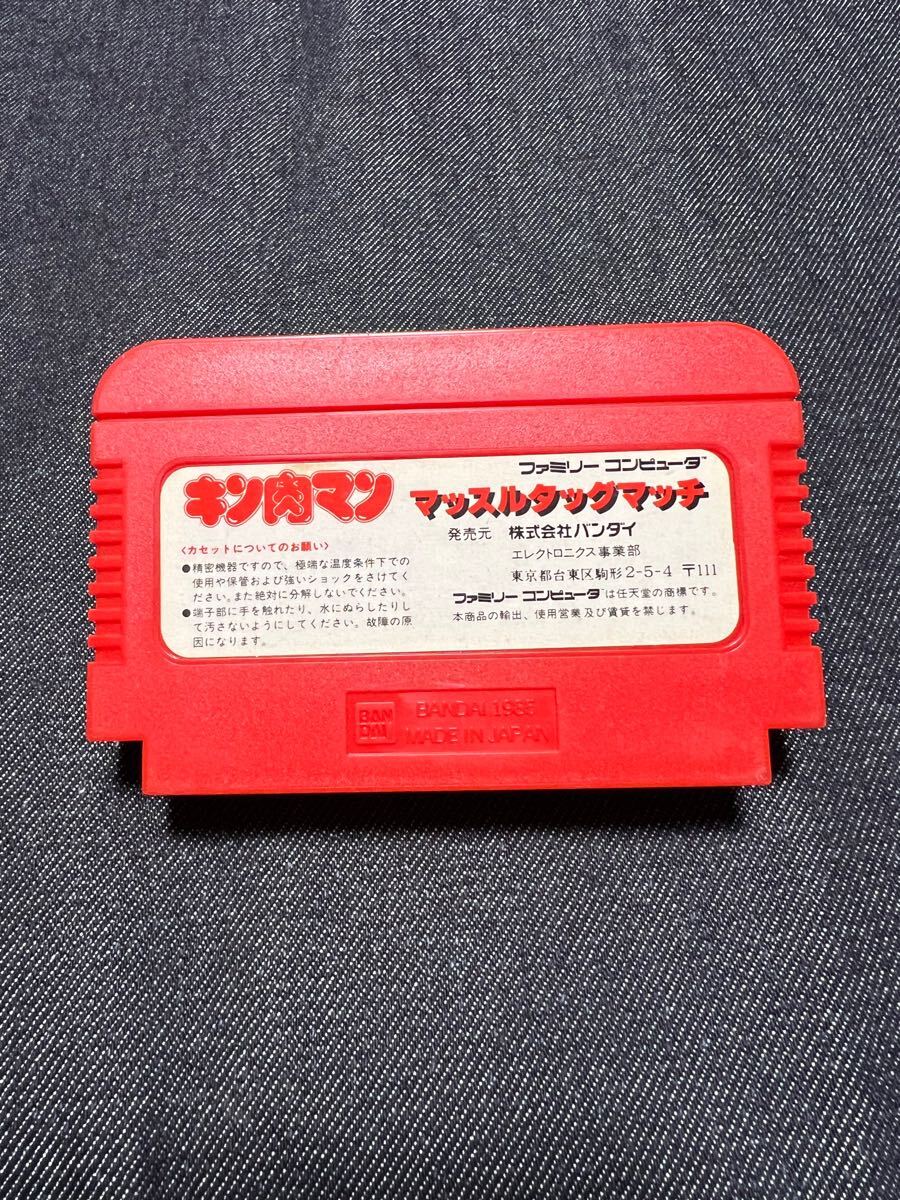 キン肉マン
ファミリー コンピュータ™
マッスルタッグマッチ
〈カセットについてのお願い〉
●精密機器ですので、極端な温度条件下での
使用や保管および強いショックをさけてく
ださい。また絶対に分解しないでください。
●端子部に手を触れたり、水にぬらしたりし
て汚さないようにしてください。故障の原
因になります。
発売元 株式会社バンダイ
エレクトロニクス事業部
東京都台東区駒形2-5-4 〒111
ファミリー コンピュータ™は任天堂の商標です。
本商品の輸出、使用営業及び賃貸を禁じます。
BAN
DAI
BANDAI 1985
MADE IN JAPAN